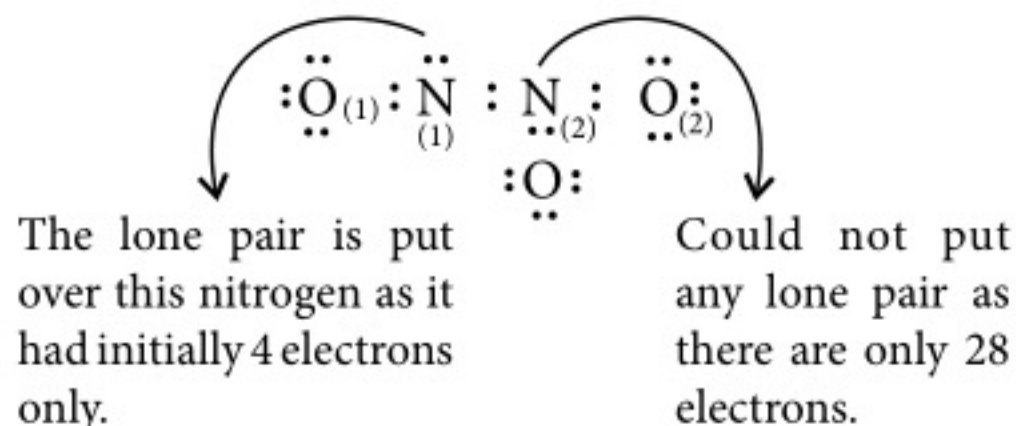 :O(1) : N : N : O:
(1) (2) (2)
:O:
The lone pair is put
over this nitrogen as it
had initially 4 electrons
only.
Could not put
any lone pair as
there are only 28
electrons.